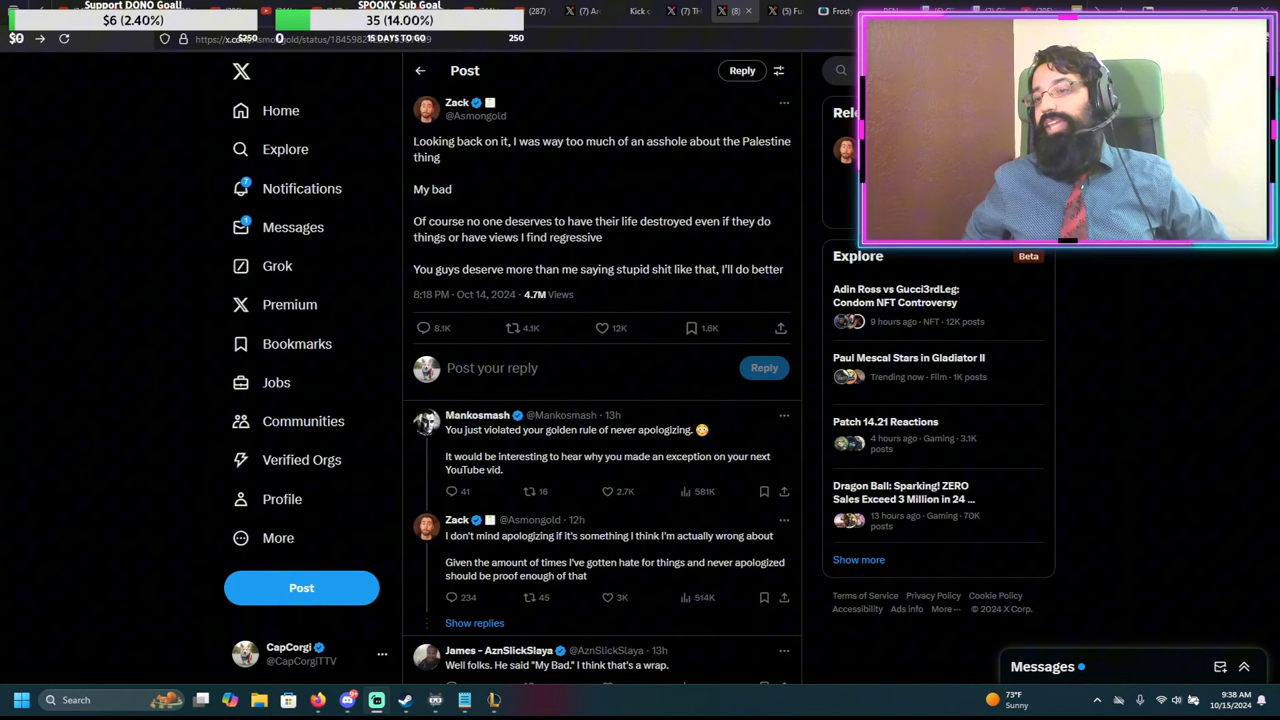 Support DONO Goal!
SPOOKY Sub Goal
$6 (2.40%)
35 (14.00%)
$0
$250
0
15 DAYS TO GO
250
(287)
Kick
(8)
https://x.com/
Post
Reply
Home
Explore
Notifications
7
Messages
1
Grok
Premium
Bookmarks
Jobs
Communities
Verified Orgs
Profile
More
Post
CapCorgi
@CapCorgiTTV
Zack
@Asmongold
Looking back on it, I was way too much of an asshole about the Palestine
thing
My bad
Of course no one deserves to have their life destroyed even if they do
things or have views I find regressive
You guys deserve more than me saying stupid shit like that, I'll do better
8:18 PM · Oct 14, 2024 · 4.7M Views
8.1K 4.1K 12K 1.6K
Post your reply
Reply
Mankosmash @Mankosmash · 13h
You just violated your golden rule of never apologizing. 😳
It would be interesting to hear why you made an exception on your next
YouTube vid.
41 16 2.7K 581K
Zack @Asmongold · 12h
I don't mind apologizing if it's something I think I'm actually wrong about
Given the amount of times I've gotten hate for things and never apologized
should be proof enough of that
234 45 3K 514K
Show replies
James - AznSlickSlaya @AznSlickSlaya · 13h
Well folks. He said "My Bad." I think that's a wrap.
Explore
Beta
Adin Ross vs Gucci3rdLeg:
Condom NFT Controversy
9 hours ago · NFT · 12K posts
Paul Mescal Stars in Gladiator II
Trending now · Film · 1K posts
Patch 14.21 Reactions
4 hours ago · Gaming · 3.1K
posts
Dragon Ball: Sparking! ZERO
Sales Exceed 3 Million in 24 ...
13 hours ago · Gaming · 70K
posts
Show more
Terms of Service Privacy Policy Cookie Policy
Accessibility Ads info More ··· © 2024 X Corp.
Messages
Search
73°F
Sunny
9:38 AM
10/15/2024